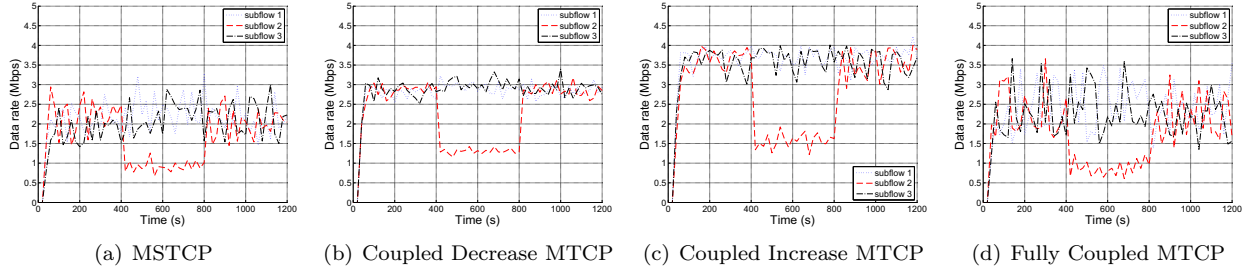 Data rate (Mbps)
5
4.5
4
3.5
3
2.5
2
1.5
1
0.5
0
0 200 400 600 800 1000 1200
Time (s)
subflow 1
subflow 2
subflow 3
(a) MSTCP
Data rate (Mbps)
5
4.5
4
3.5
3
2.5
2
1.5
1
0.5
0
0 200 400 600 800 1000 1200
Time (s)
subflow 1
subflow 2
subflow 3
(b) Coupled Decrease MTCP
Data rate (Mbps)
5
4.5
4
3.5
3
2.5
2
1.5
1
0.5
0
0 200 400 600 800 1000 1200
Time (s)
subflow 1
subflow 2
subflow 3
(c) Coupled Increase MTCP
Data rate (Mbps)
5
4.5
4
3.5
3
2.5
2
1.5
1
0.5
0
0 200 400 600 800 1000 1200
Time (s)
subflow 1
subflow 2
subflow 3
(d) Fully Coupled MTCP